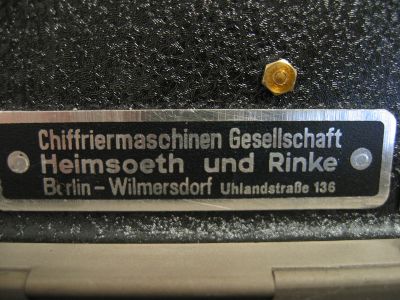 Chiffriermaschinen Gesellschaft
Heimsoeth und Rinke
Berlin - Wilmersdorf Uhlandstraße 136